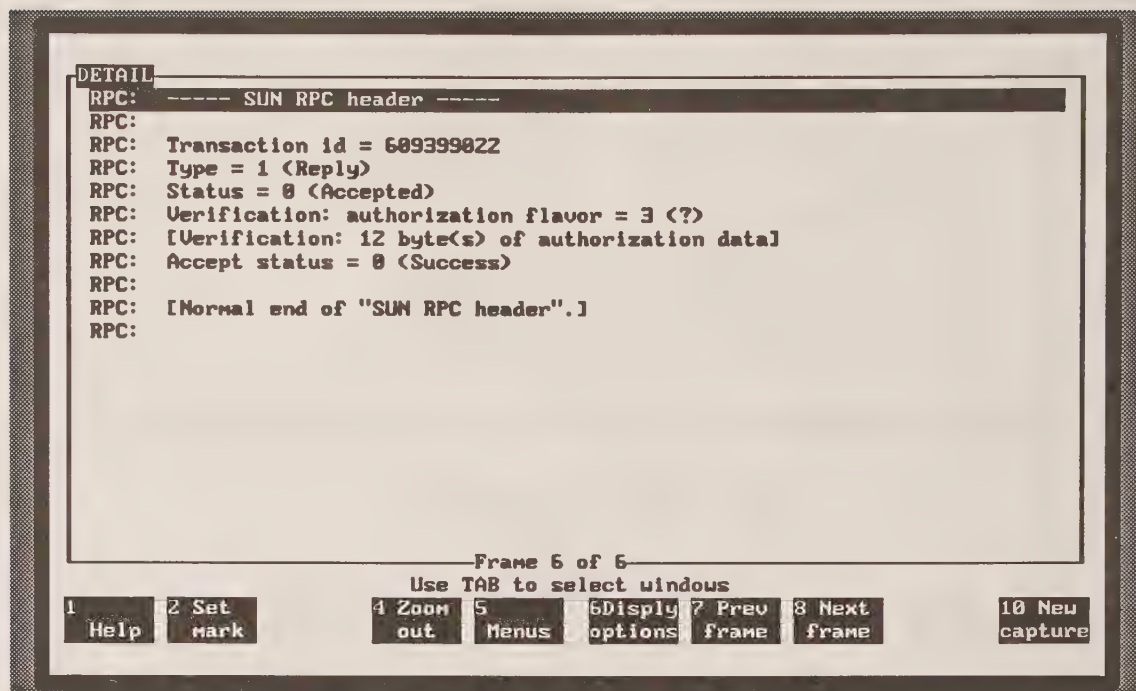 DETAIL
RPC: ----- SUN RPC header -----
RPC:
RPC: Transaction id = 609399022
RPC: Type = 1 (Reply)
RPC: Status = 0 (Accepted)
RPC: Verification: authorization flavor = 3 (?)
RPC: [Verification: 12 byte(s) of authorization data]
RPC: Accept status = 0 (Success)
RPC:
RPC: [Normal end of "SUN RPC header".]
RPC:
Frame 6 of 6
Use TAB to select windows
1 2 Set 4 Zoom 5 6Disply 7 Prev 8 Next 10 New
Help mark out Menus options frame frame capture